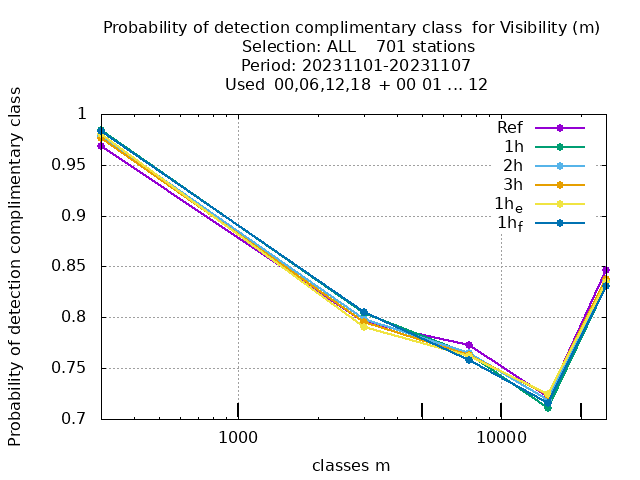 Probability of detection complimentary class  for Visibility (m)
Selection: ALL    701 stations
Period: 20231101-20231107
Used  00,06,12,18 + 00 01 ... 12
Probability of detection complimentary class
1
0.95
0.9
0.85
0.8
0.75
0.7
Ref
1h
2h
3h
1h_e
1h_f
1000
10000
classes m